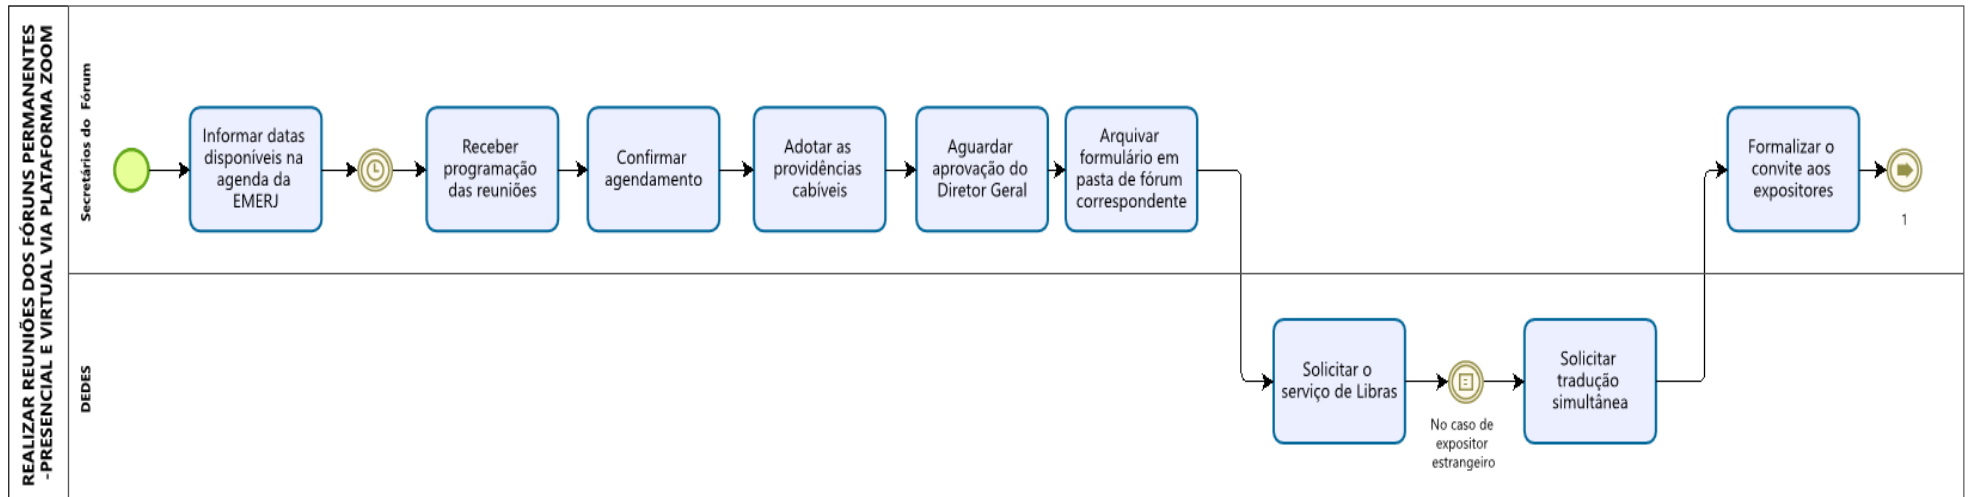 REALIZAR REUNIÕES DOS FÓRUNS PERMANENTES
-PRESENCIAL E VIRTUAL VIA PLATAFORMA ZOOM
Secretários do Fórum
Informar datas
disponíveis na
agenda da
EMERJ
Receber
programação
das reuniões
Confirmar
agendamento
Adotar as
providências
cabíveis
Aguardar
aprovação do
Diretor Geral
Arquivar
formulário em
pasta de fórum
correspondente
Formalizar o
convite aos
expositores
1
DEDES
Solicitar o
serviço de Libras
No caso de
expositor
estrangeiro
Solicitar
tradução
simultânea